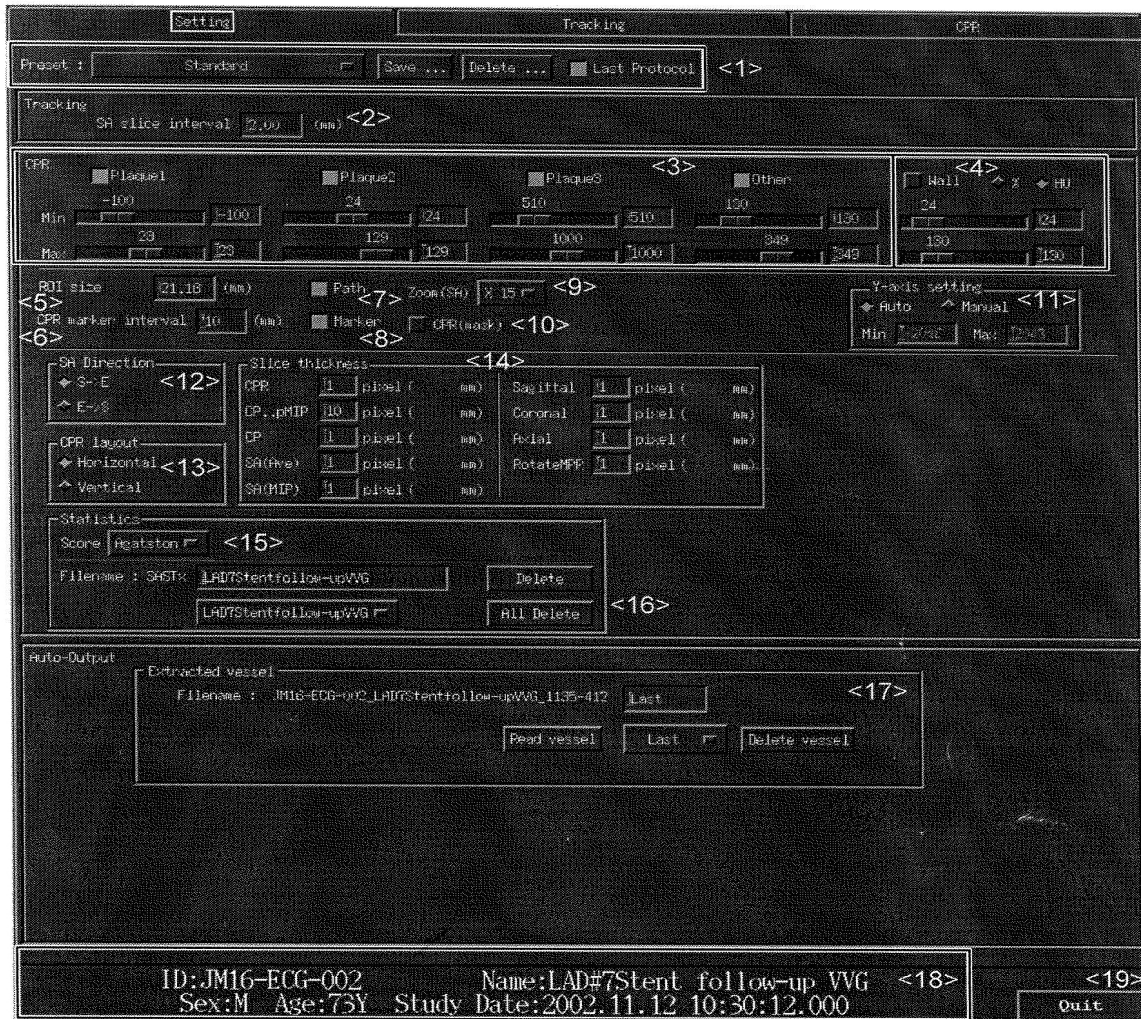 Setting Tracking CPR
Preset : Standard Save ... Delete ... Last Protocol <1>
Tracking
SA slice interval 2.00 (mm) <2>
CPR <3> <4>
Plaque1 Plaque2 Plaque3 Other Wall % HU
-100 24 510 130 24
Min -100 24 510 130 24
23 129 1000 349 130
Max 23 129 1000 349 130
ROI size 21.18 (mm) Path Zoom(SA) X 15 <9> Y-axis setting
<5> <7> Auto Manual <11>
CPR marker interval 10 (mm) Marker CPR(mask) <10>
<6> <8> Min -2048 Max 2047
SA Direction Slice thickness <14>
S->E <12> CPR 1 pixel ( mm) Sagittal 1 pixel ( mm)
E->S CP..pMIP 10 pixel ( mm) Coronal 1 pixel ( mm)
CPR layout CP 1 pixel ( mm) Axial 1 pixel ( mm)
Horizontal <13> SA(Ave) 1 pixel ( mm) RotateMPR 1 pixel ( mm)
Vertical SA(MIP) 1 pixel ( mm)
Statistics
Score Agatston <15>
Filename : SASTx LAD7Stentfollow-upVVG Delete
LAD7Stentfollow-upVVG All Delete <16>
Auto-Output
Extracted vessel
Filename : JM16-ECG-002_LAD7Stentfollow-upVVG_1135-412 Last <17>
Read vessel Last Delete vessel
ID:JM16-ECG-002 Name:LAD#7Stent follow-up VVG <18> <19>
Sex:M Age:73Y Study Date:2002.11.12 10:30:12.000 Quit